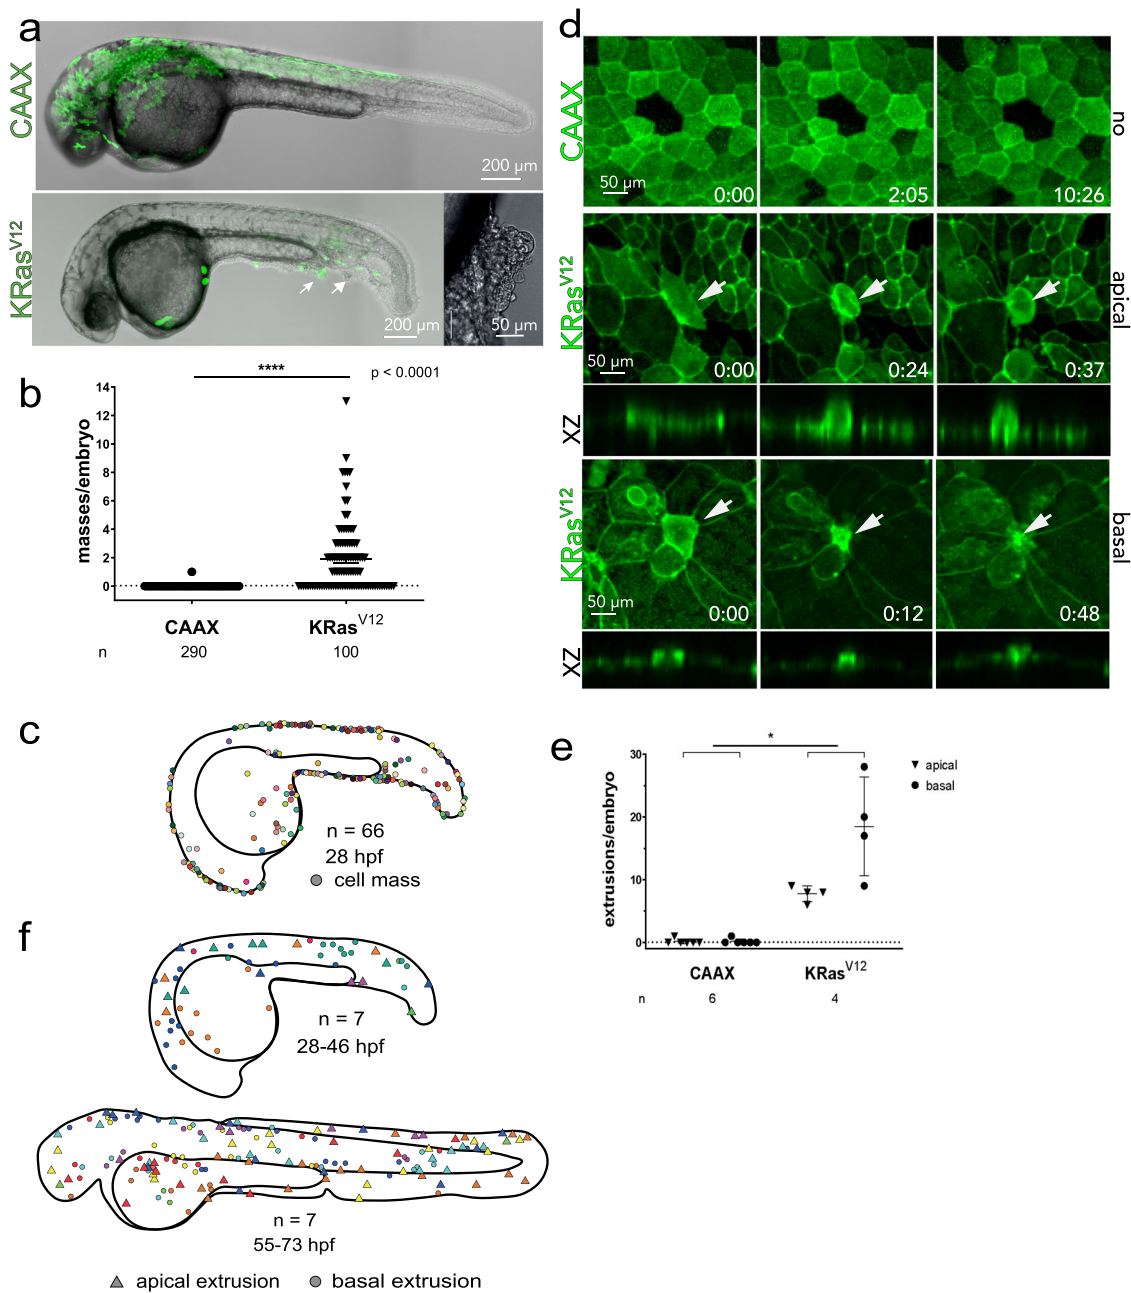 a
CAAX
200 µm
KRasV12
200 µm
50 µm
b
**** p < 0.0001
masses/embryo
14
12
10
8
6
4
2
0
CAAX KRasV12
n 290 100
c
n = 66
28 hpf
cell mass
d
CAAX
50 µm
0:00
2:05
10:26
no
KRasV12
50 µm
0:00
0:24
0:37
apical
XZ
KRasV12
50 µm
0:00
0:12
0:48
basal
XZ
e
*
apical
basal
extrusions/embryo
30
20
10
0
CAAX KRasV12
n 6 4
f
n = 7
28-46 hpf
n = 7
55-73 hpf
apical extrusion basal extrusion